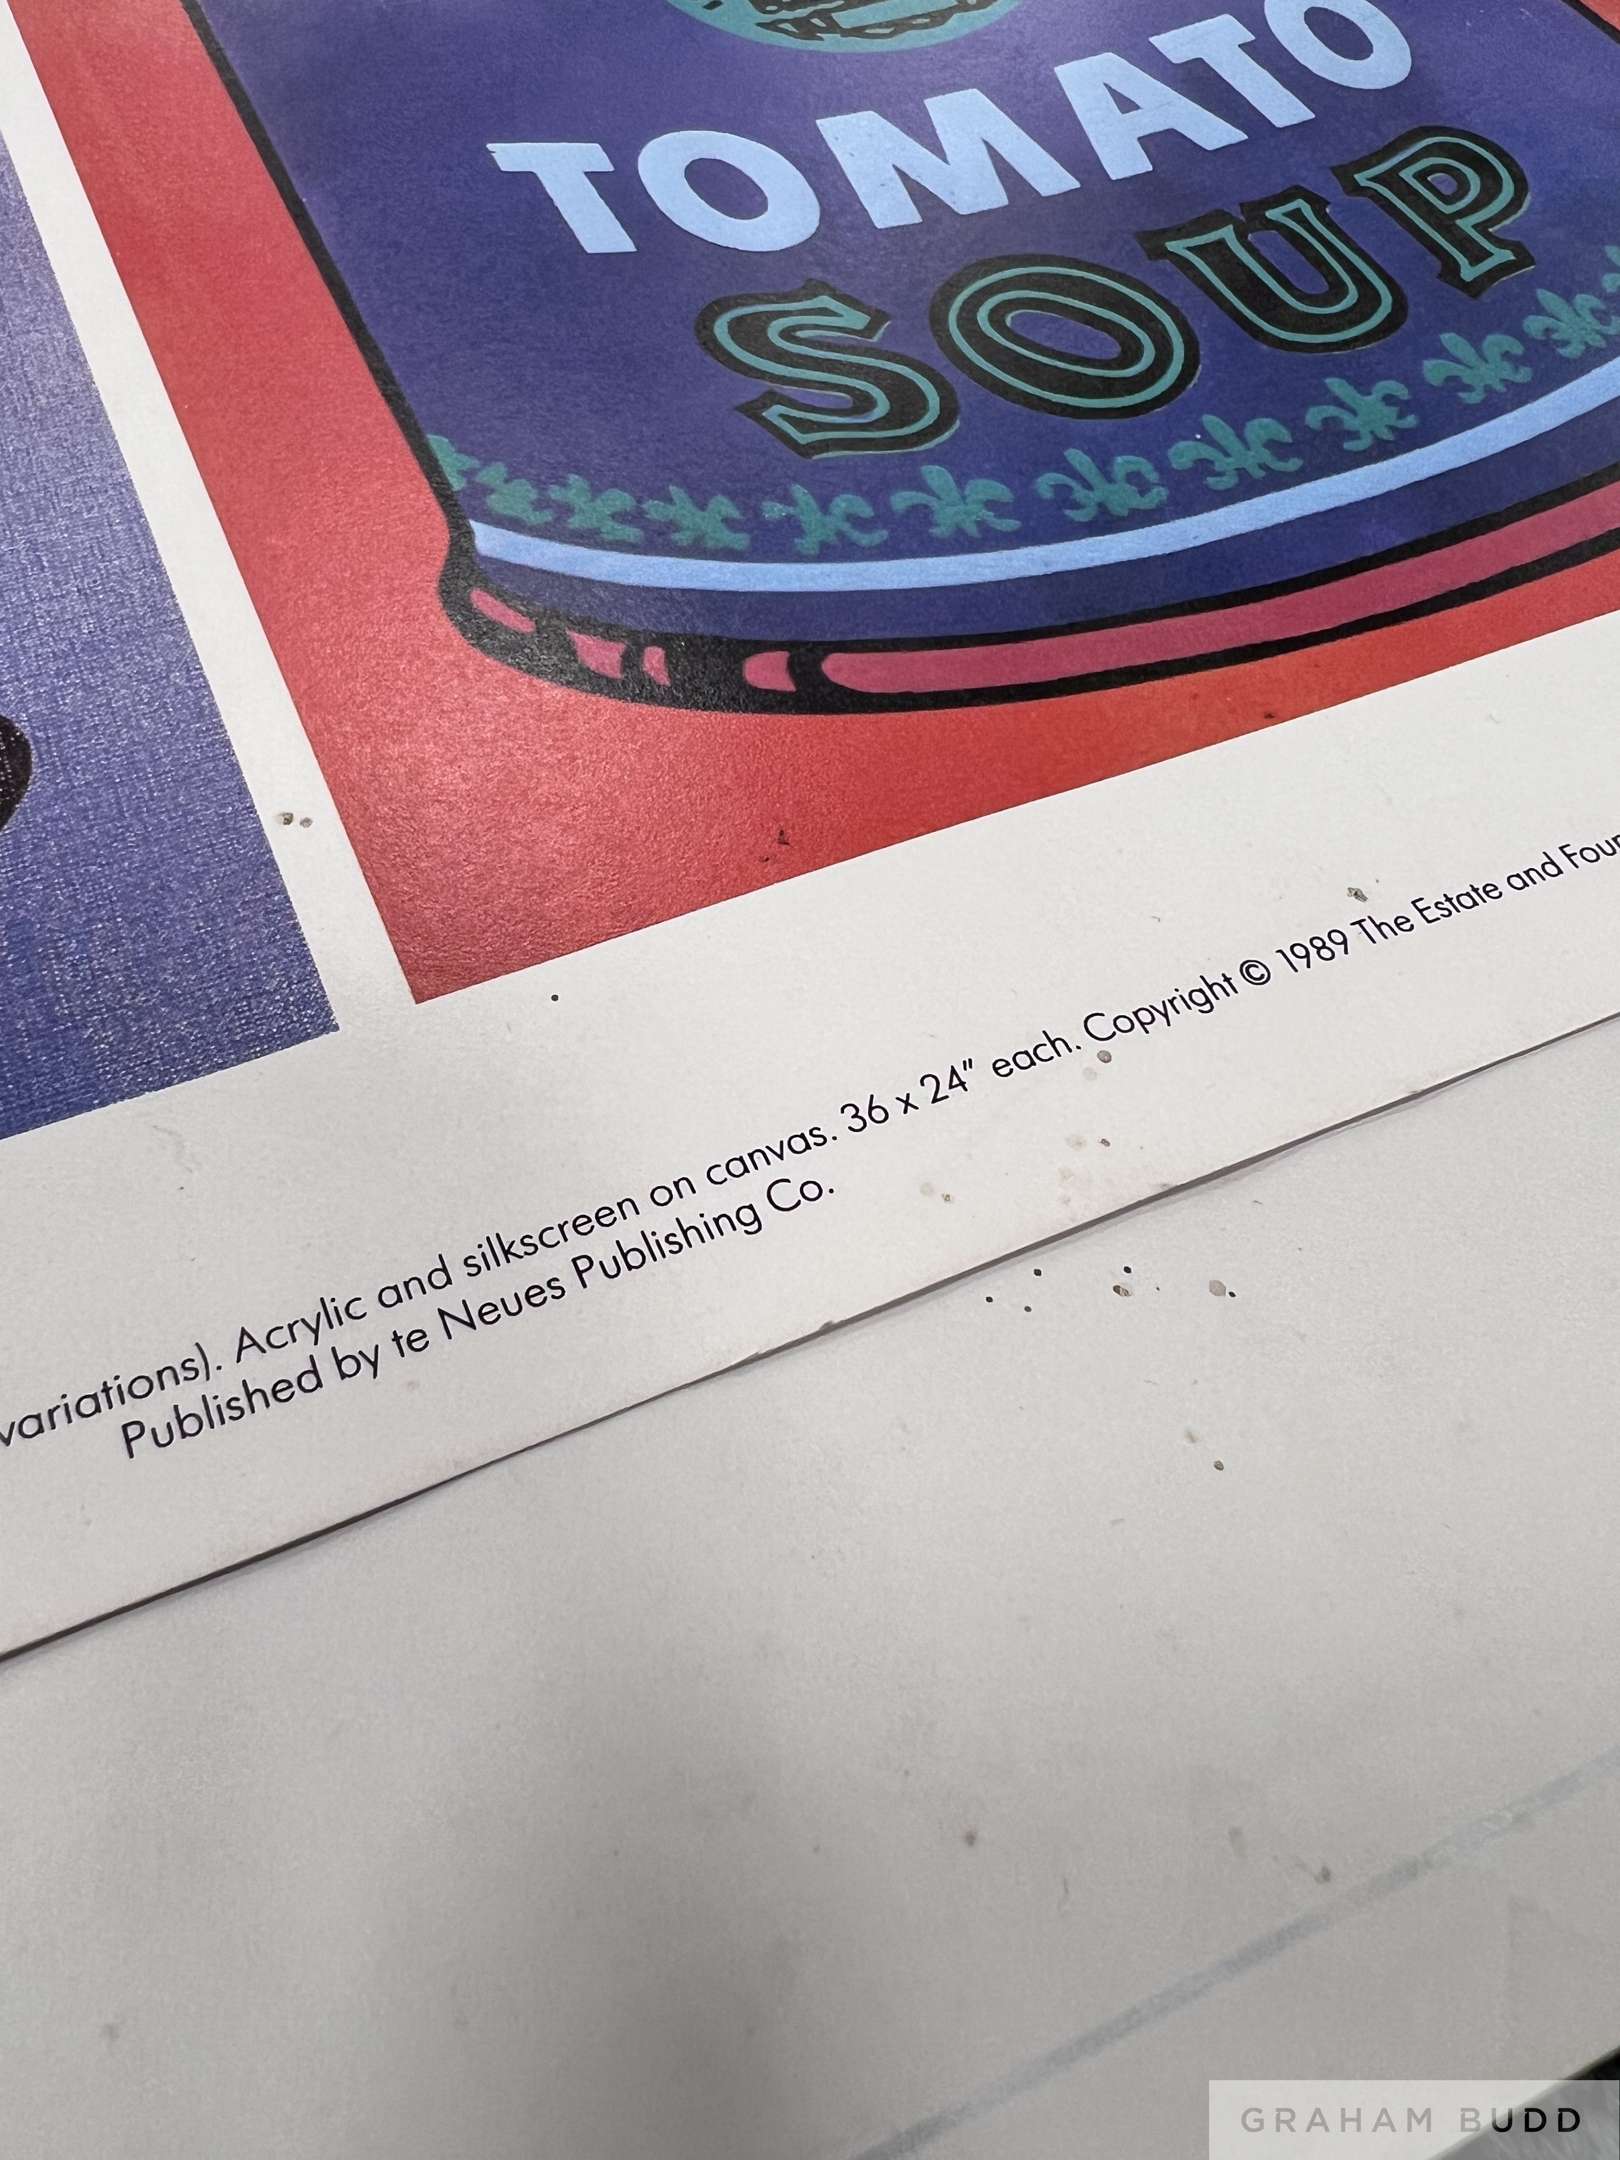 TOMATO
SOUP
variations). Acrylic and silkscreen on canvas. 36 x 24" each. Copyright © 1989 The Estate and
Published by te Neues Publishing Co.
GRAHAM BUDD